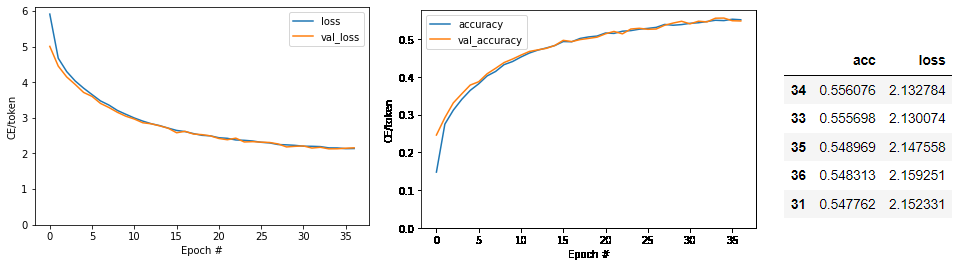 6
5
4
3
2
1
0
CE/token
loss
val_loss
0 5 10 15 20 25 30 35
Epoch #
0.5
0.4
0.3
0.2
0.1
0.0
CE/token
accuracy
val_accuracy
0 5 10 15 20 25 30 35
Epoch #
acc loss
34 0.556076 2.132784
33 0.555698 2.130074
35 0.548969 2.147558
36 0.548313 2.159251
31 0.547762 2.152331